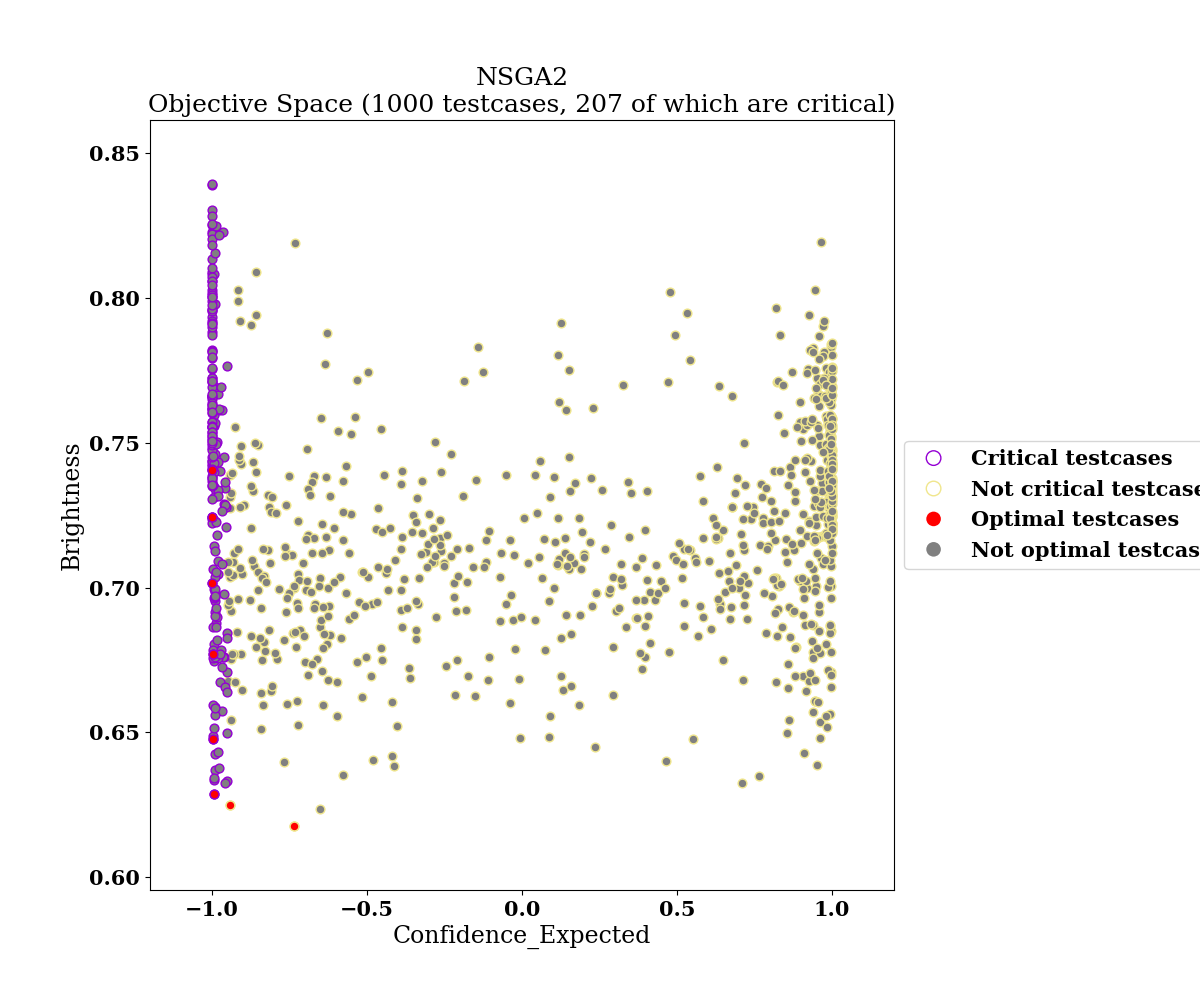 NSGA2
Objective Space (1000 testcases, 207 of which are critical)
0.85
0.80
0.75
0.70
0.65
0.60
Brightness
−1.0
−0.5
0.0
0.5
1.0
Confidence_Expected
Critical testcases
Not critical testcase
Optimal testcases
Not optimal testcas